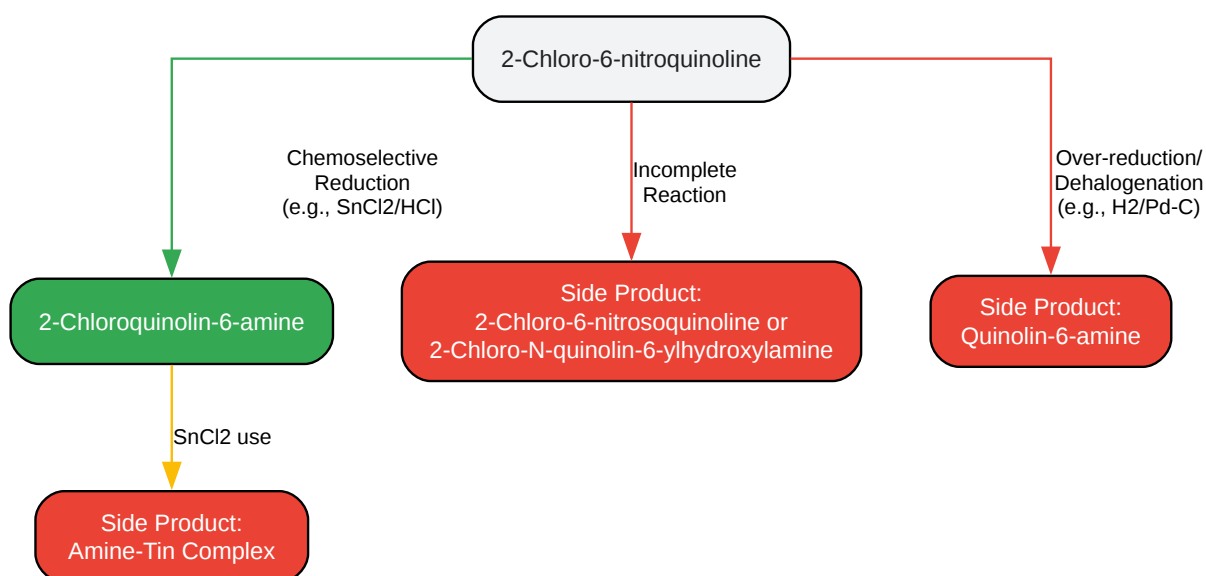 2-Chloro-6-nitroquinoline
Chemoselective
Reduction
(e.g., SnCl2/HCl)
Incomplete
Reaction
Over-reduction/
Dehalogenation
(e.g., H2/Pd-C)
2-Chloroquinolin-6-amine
Side Product:
2-Chloro-6-nitrosoquinoline or
2-Chloro-N-quinolin-6-ylhydroxylamine
Side Product:
Quinolin-6-amine
SnCl2 use
Side Product:
Amine-Tin Complex